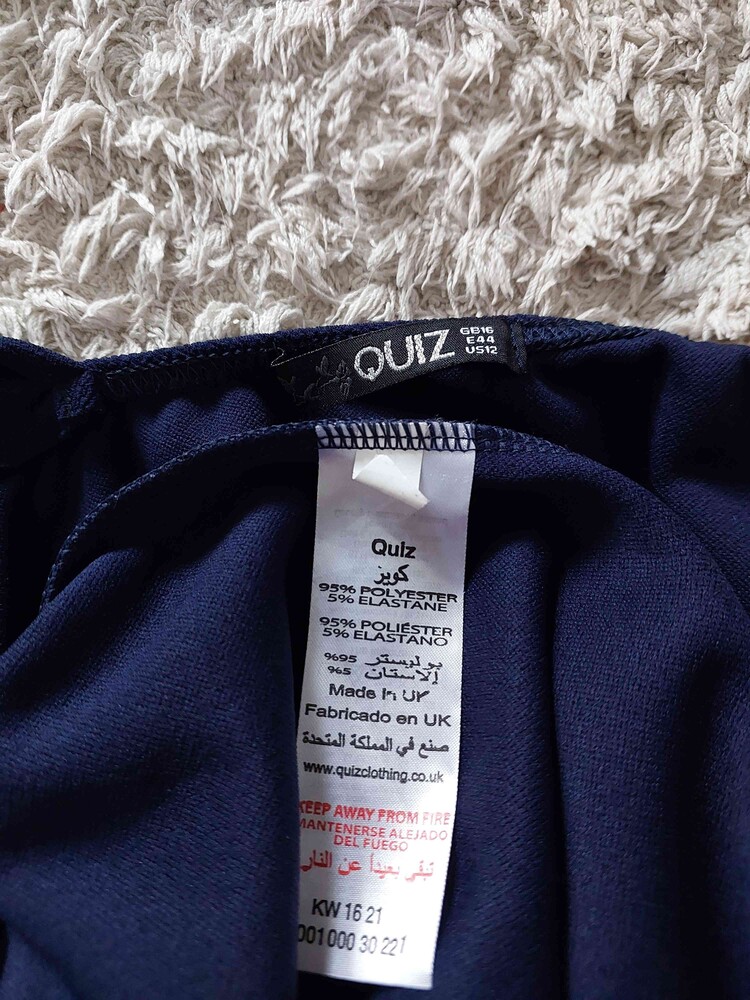 QUIZ
GB16
E44
US12
Quiz
كويز
95% POLYESTER
5% ELASTANE
95% POLIÉSTER
5% ELASTANO
%95 بوليستر
%5 إلاستان
Made In UK
Fabricado en UK
صنع في المملكة المتحدة
www.quizclothing.co.uk
KEEP AWAY FROM FIRE
MANTENERSE ALEJADO
DEL FUEGO
تبقى بعيداً عن النار
KW 16 21
001 000 30 221